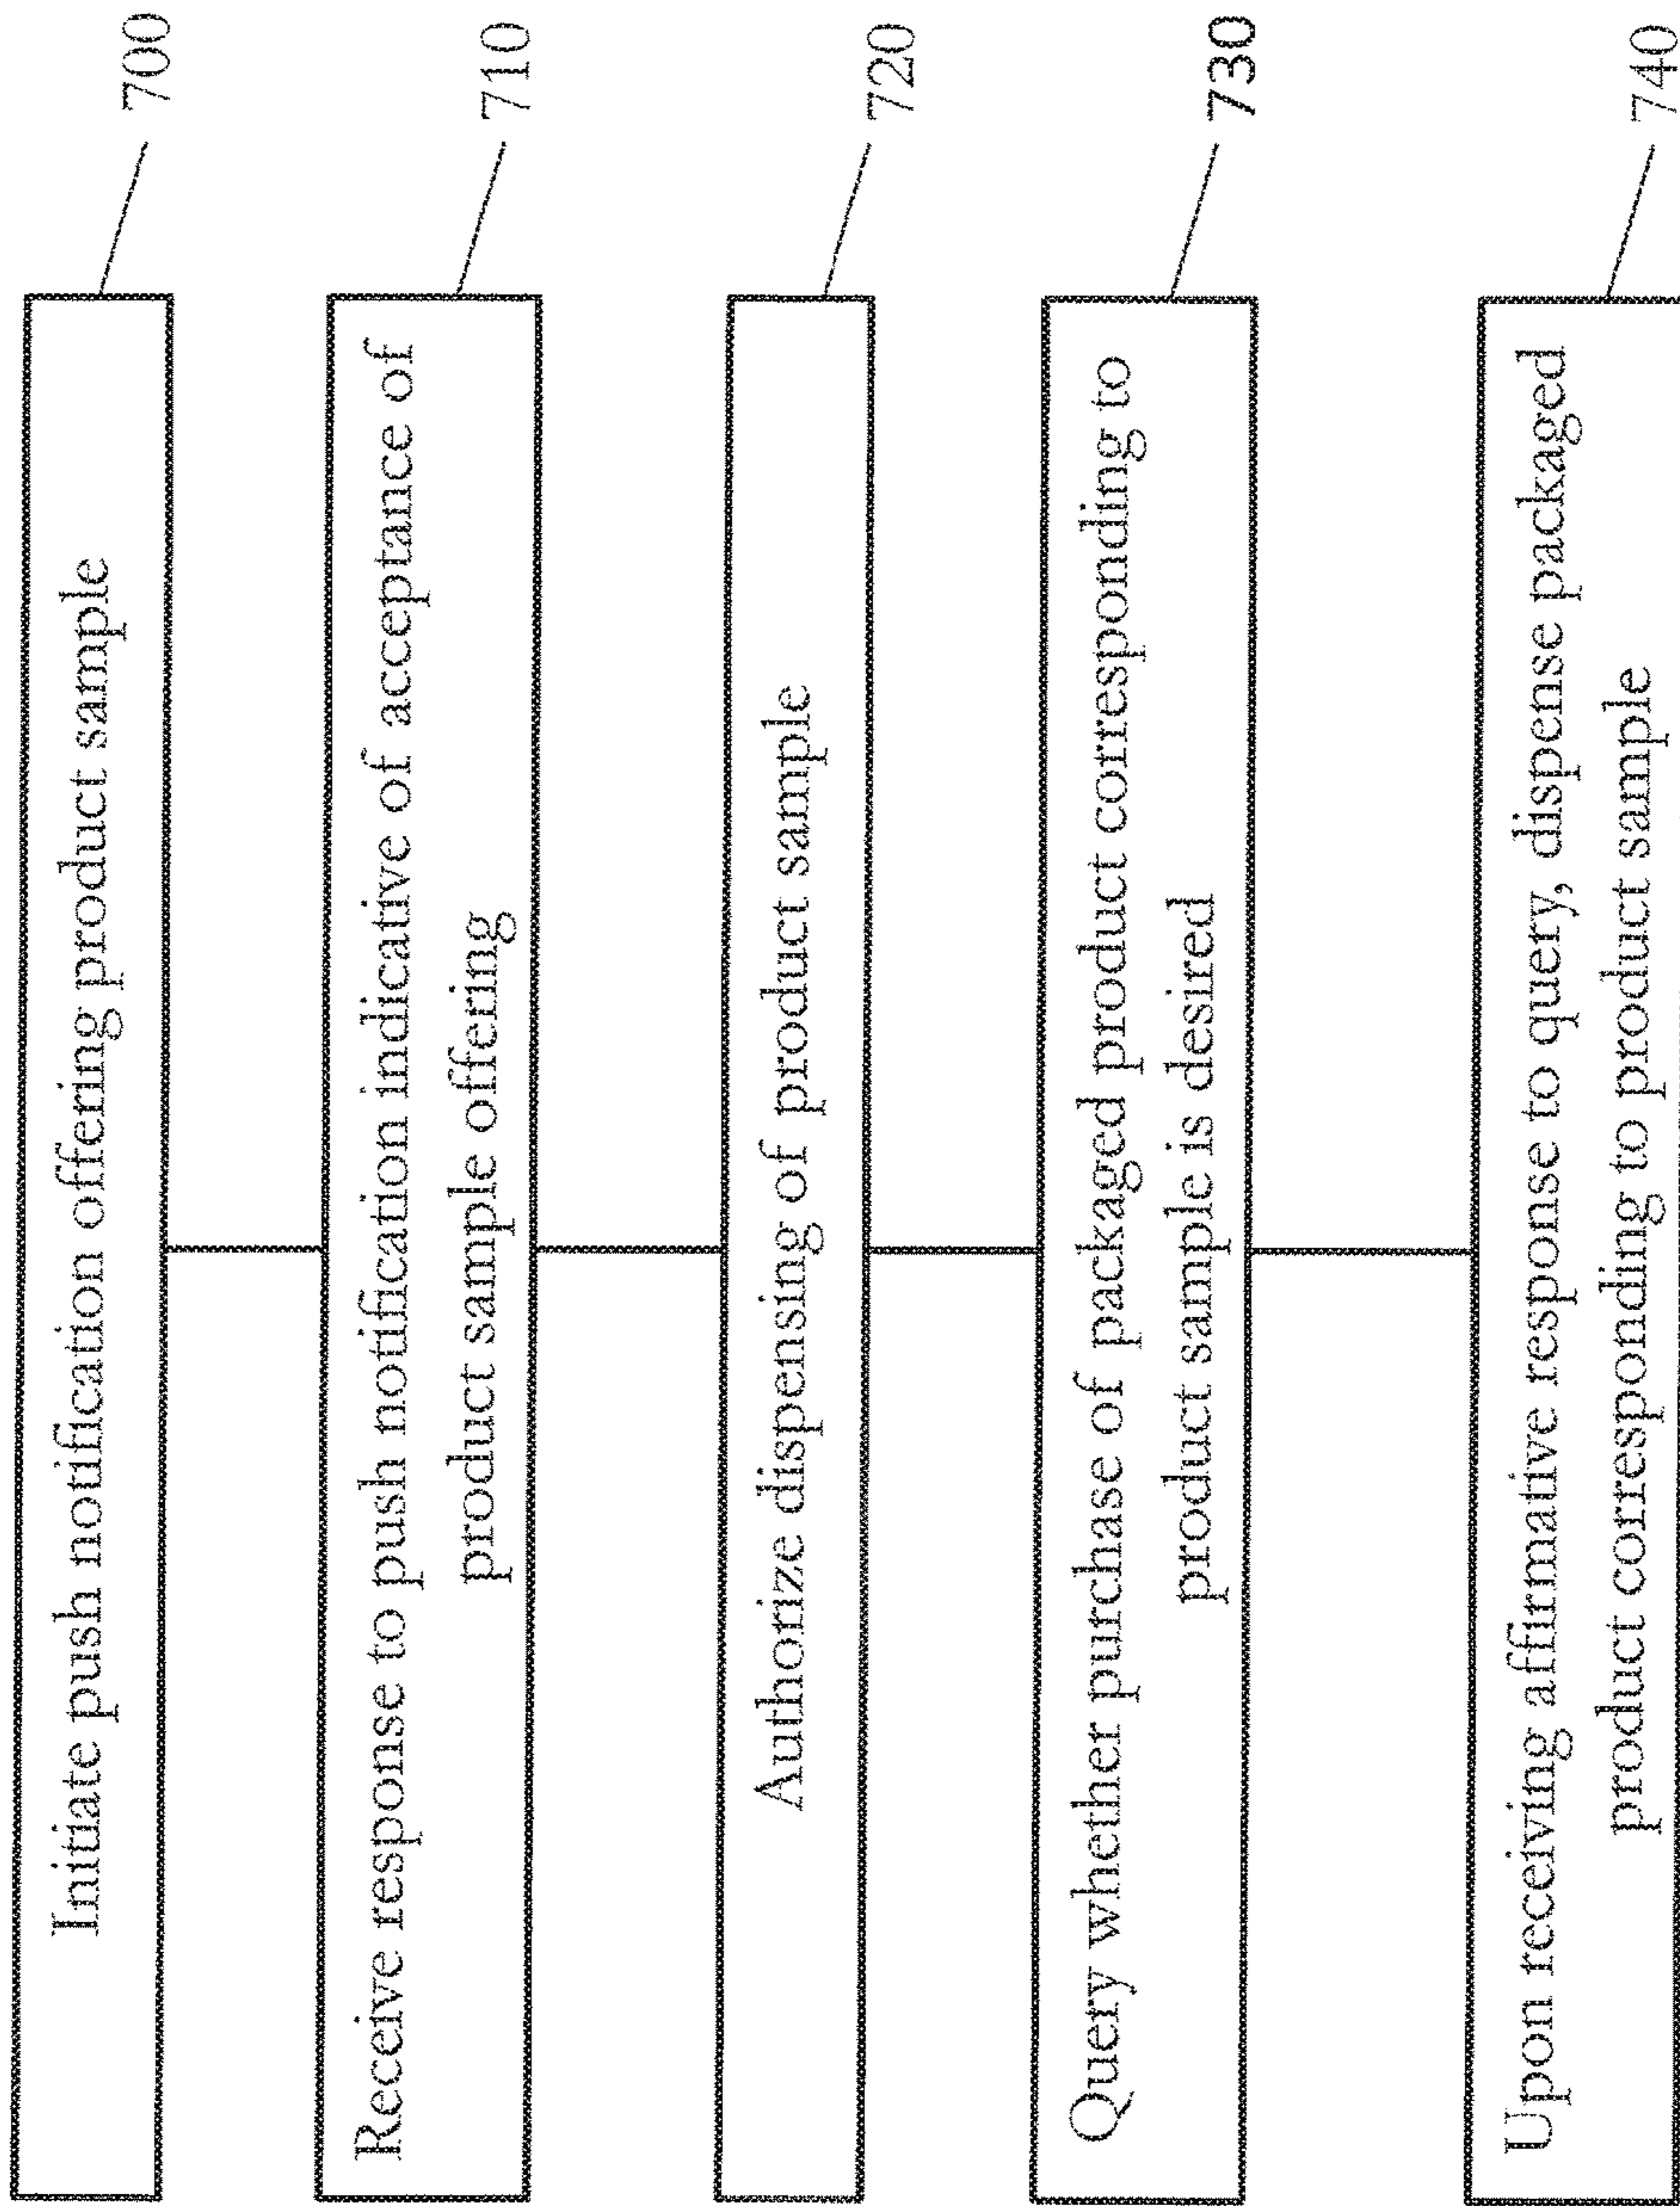 Initiate push notification offering product sample
700
Receive response to push notification indicative of acceptance of
product sample offering
710
Authorize dispensing of product sample
720
Query whether purchase of packaged product corresponding to
product sample is desired
730
Upon receiving affirmative response to query, dispense packaged
product corresponding to product sample
740